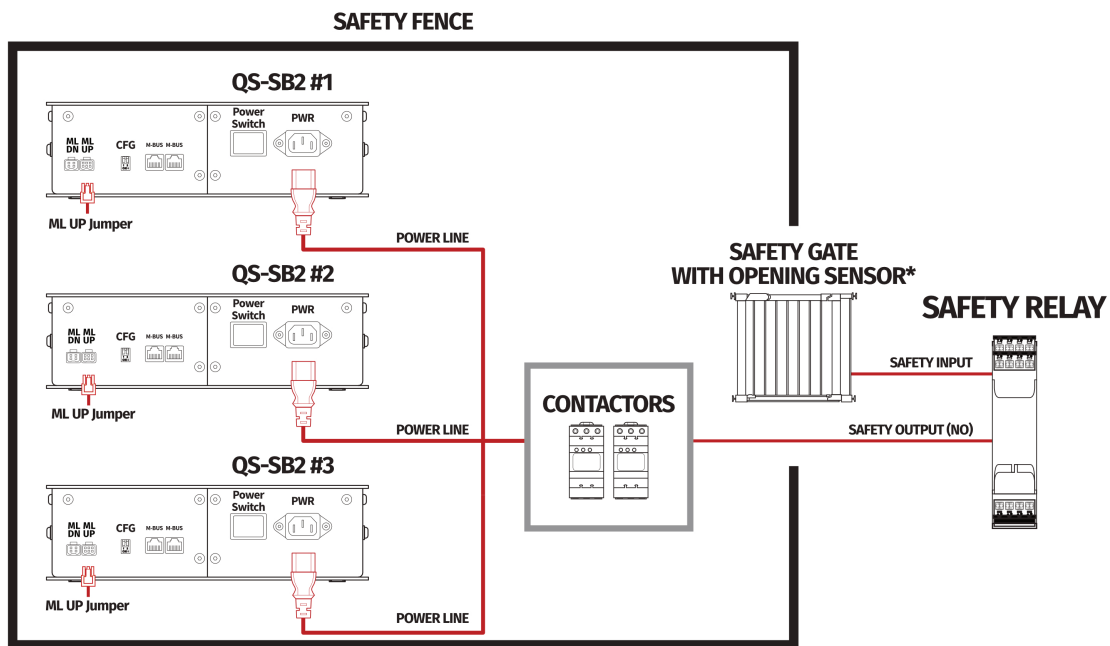 SAFETY FENCE
QS-SB2 #1
Power
Switch
PWR
ML ML
DN UP
CFG
M-BUS M-BUS
ML UP Jumper
POWER LINE
QS-SB2 #2
Power
Switch
PWR
ML ML
DN UP
CFG
M-BUS M-BUS
ML UP Jumper
POWER LINE
QS-SB2 #3
Power
Switch
PWR
ML ML
DN UP
CFG
M-BUS M-BUS
ML UP Jumper
POWER LINE
CONTACTORS
SAFETY GATE
WITH OPENING SENSOR*
SAFETY RELAY
SAFETY INPUT
SAFETY OUTPUT (NO)